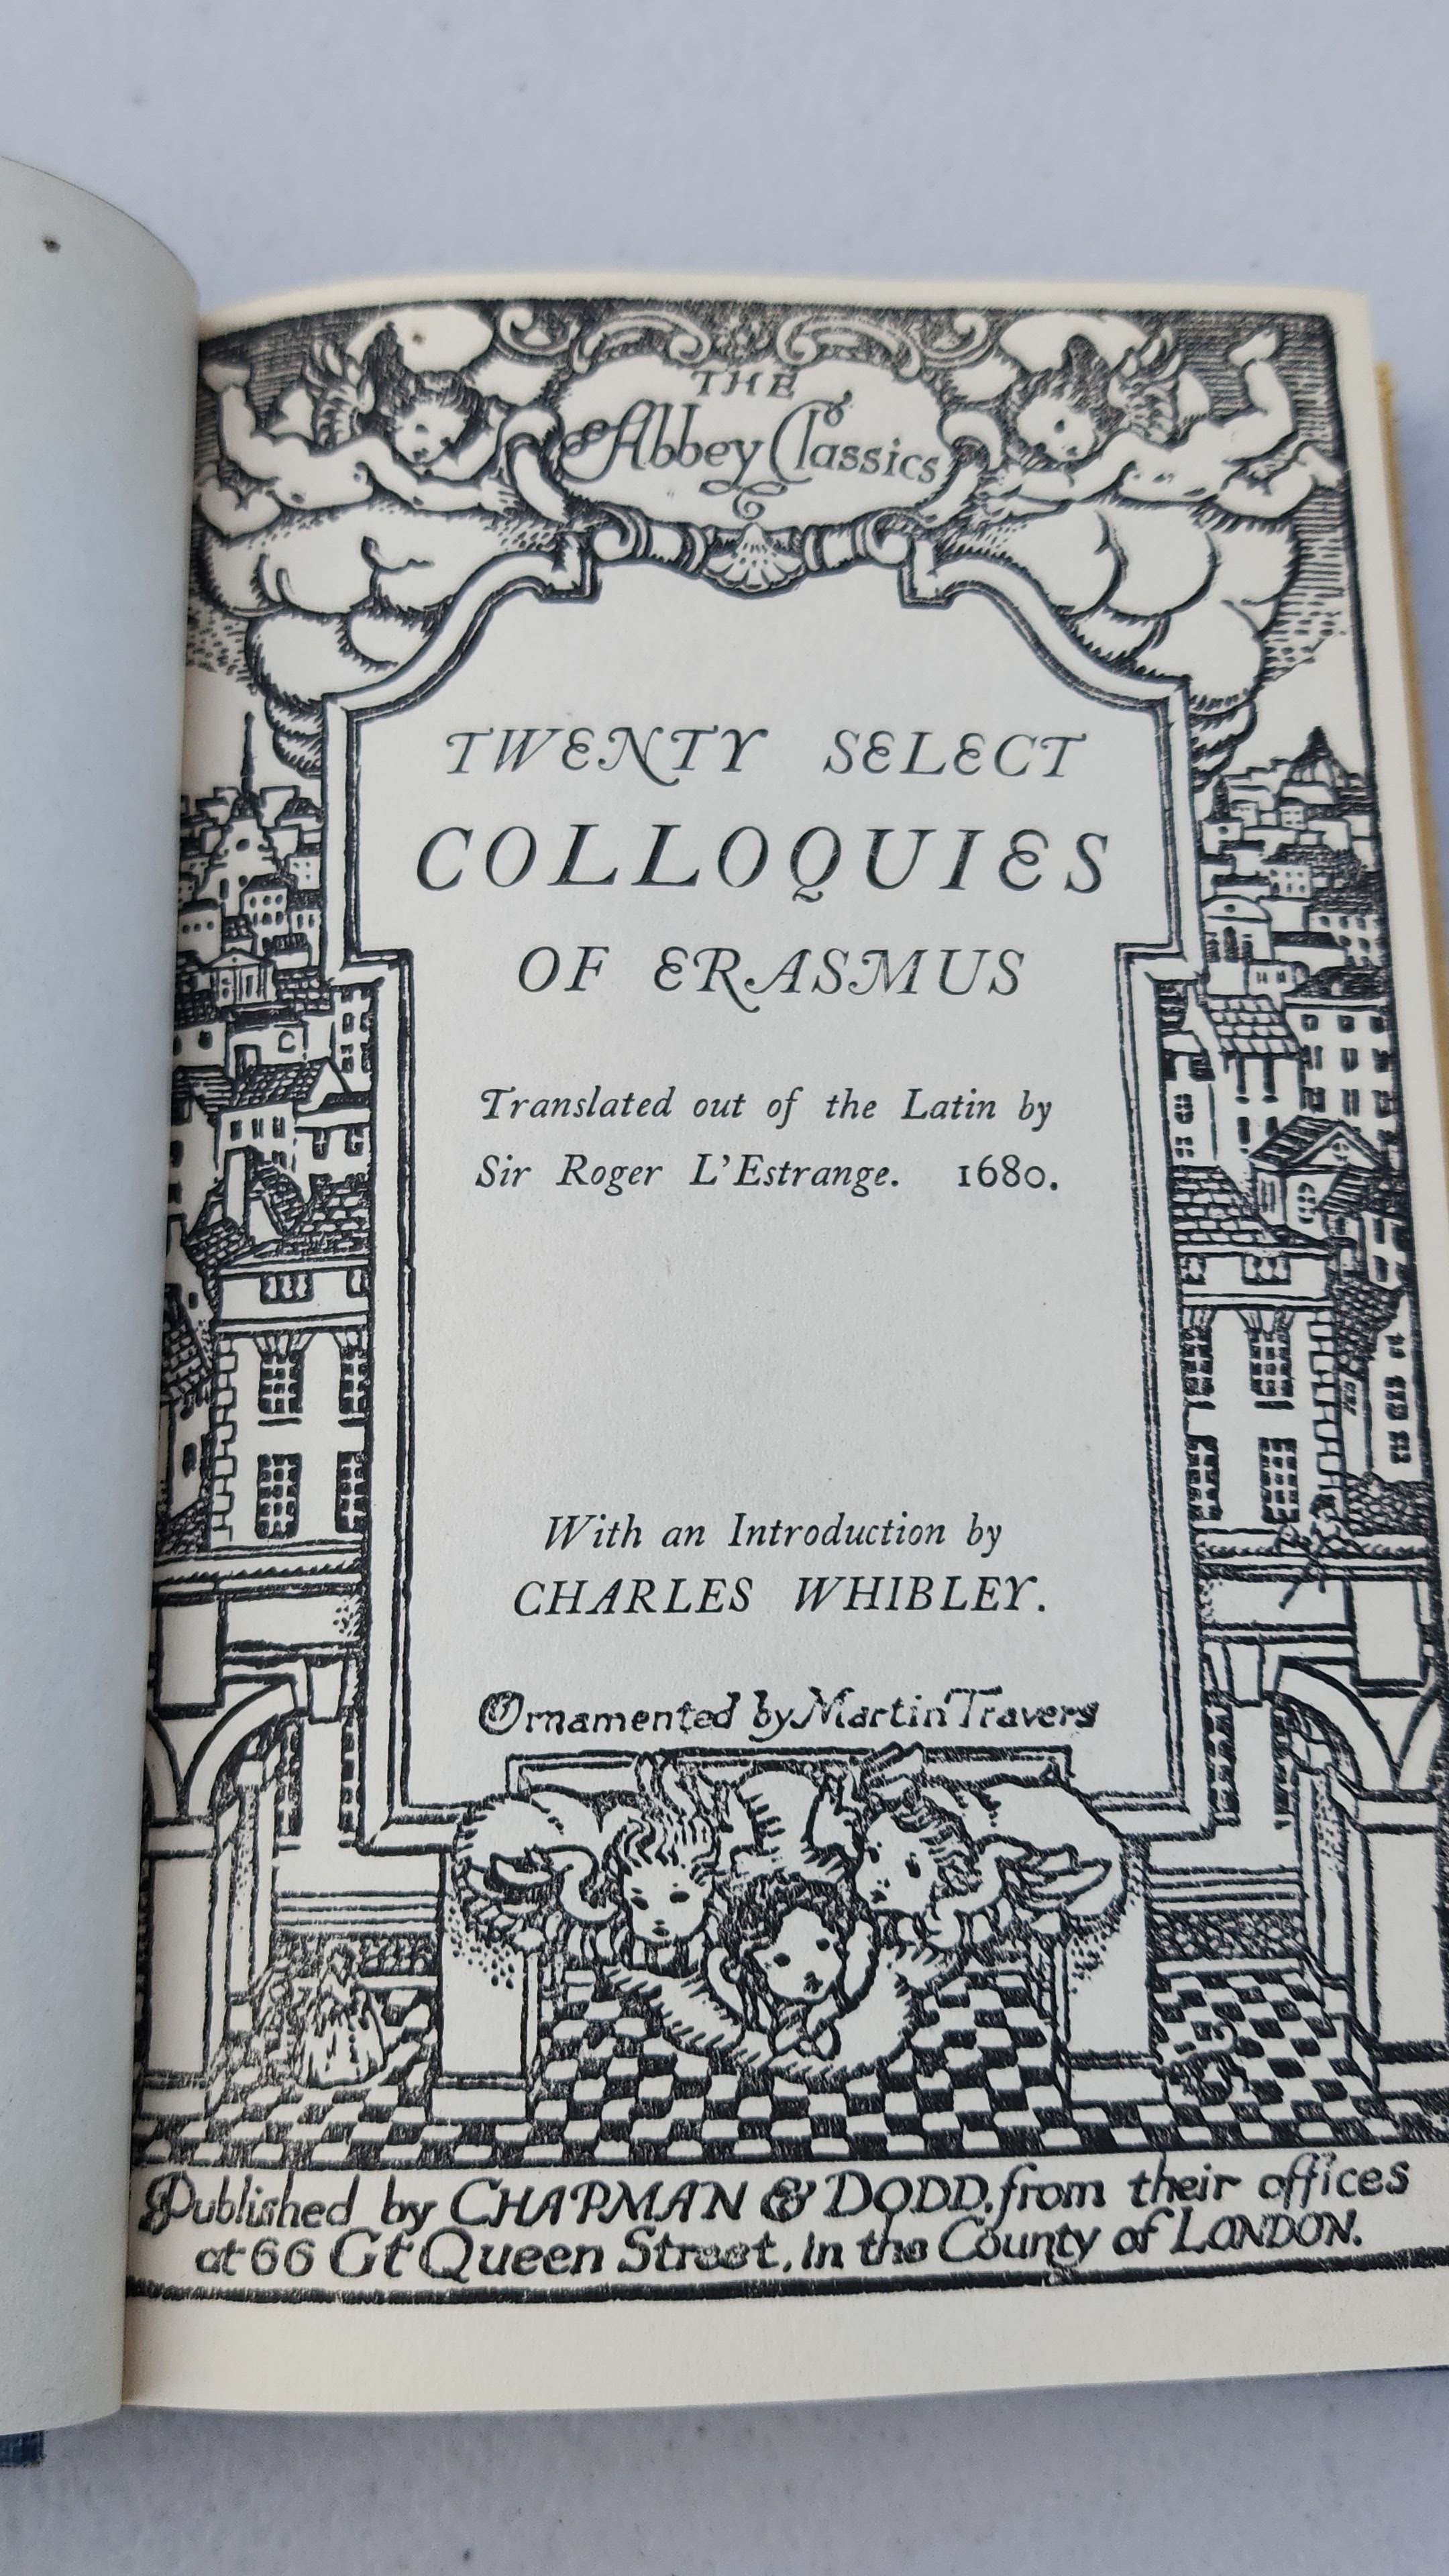 THE
Abbey Classics
TWENTY SELECT
COLLOQUIES
OF ERASMUS
Translated out of the Latin by
Sir Roger L'Estrange. 1680.
With an Introduction by
CHARLES WHIBLEY.
Ornamented by Martin Travers
Published by CHAPMAN & DODD, from their offices
at 66 Gt Queen Street, in the County of LONDON.